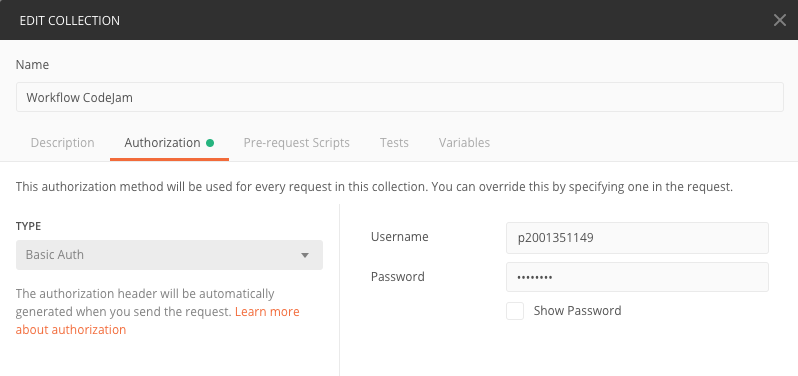 EDIT COLLECTION
Name
Workflow CodeJam
Description Authorization Pre-request Scripts Tests Variables
This authorization method will be used for every request in this collection. You can override this by specifying one in the request.
TYPE
Basic Auth
The authorization header will be automatically
generated when you send the request. Learn more
about authorization
Username p2001351149
Password ••••••••
Show Password